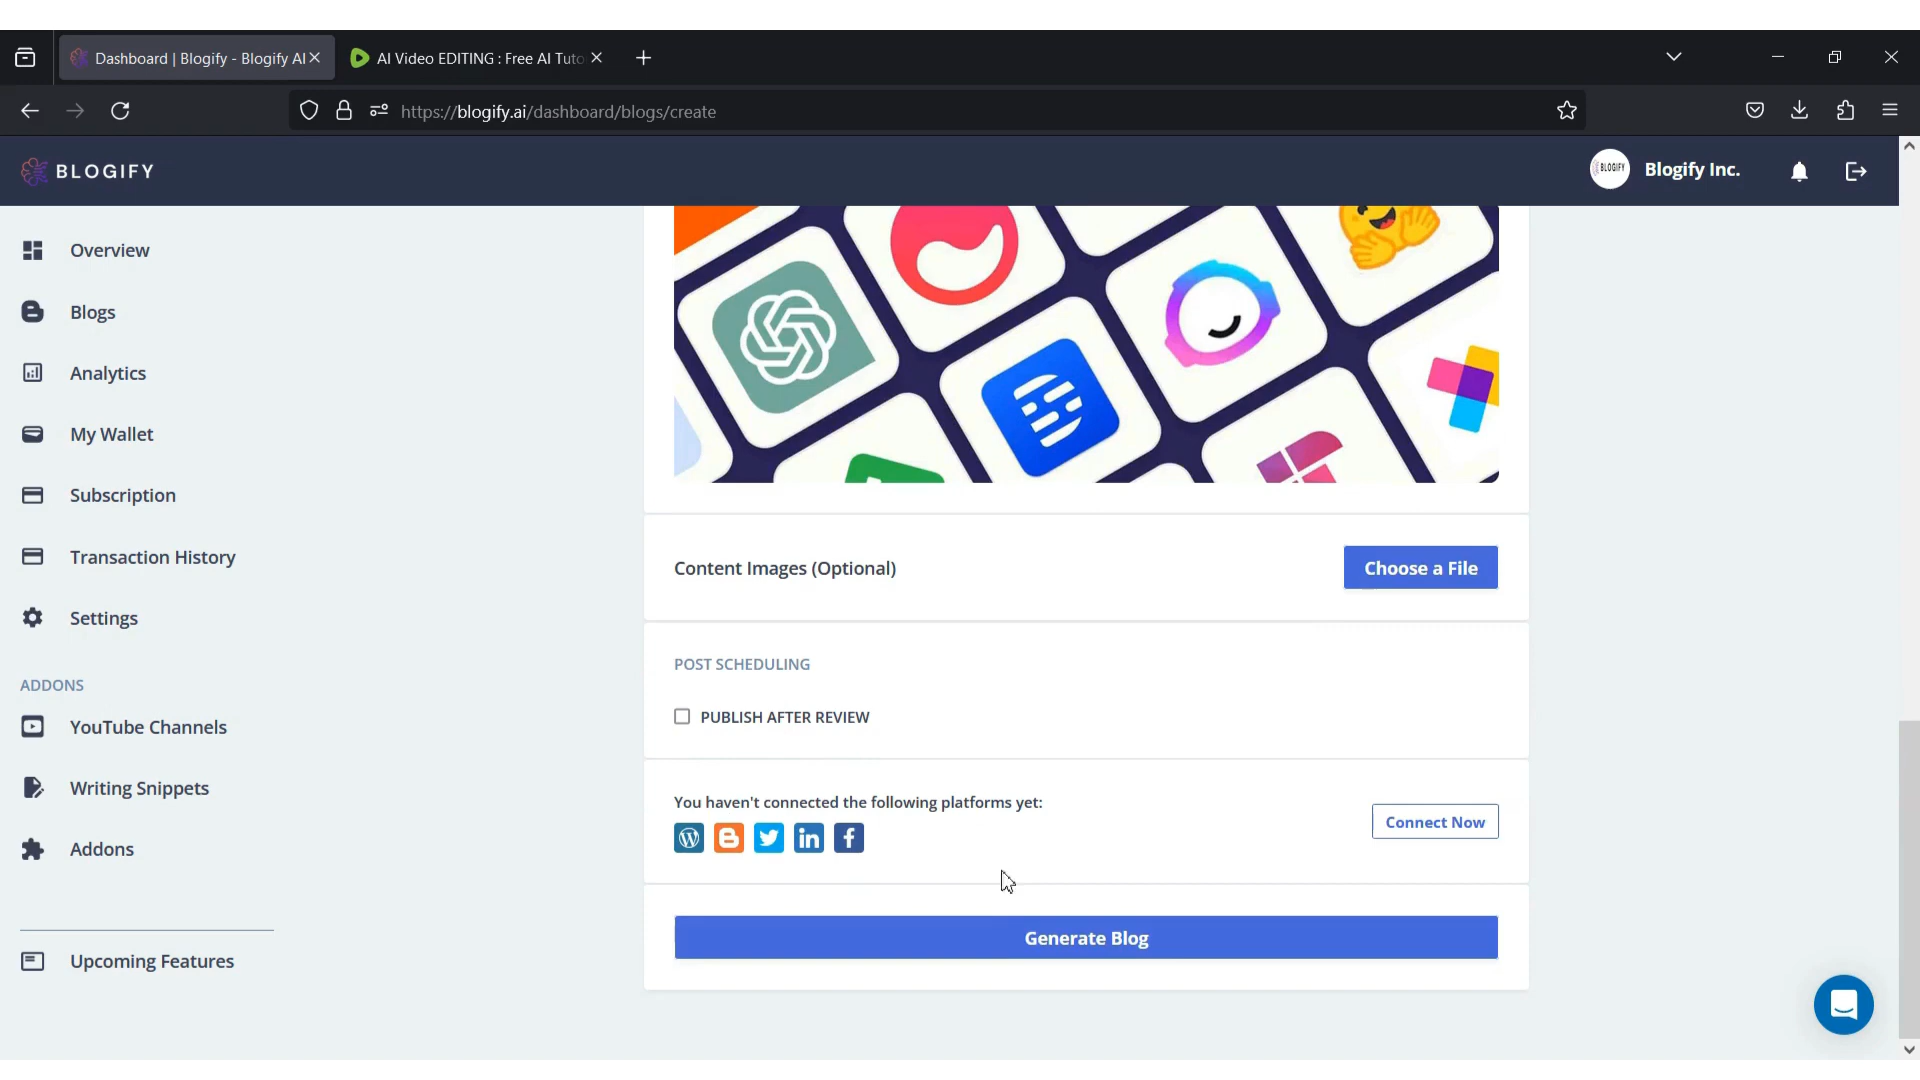 Dashboard | Blogify - Blogify AI
AI Video EDITING : Free AI Tuto
https://blogify.ai/dashboard/blogs/create
BLOGIFY
BLOGIFY
Blogify Inc.
Overview
Blogs
Analytics
My Wallet
Subscription
Transaction History
Settings
ADDONS
YouTube Channels
Writing Snippets
Addons
Upcoming Features
Content Images (Optional)
Choose a File
POST SCHEDULING
PUBLISH AFTER REVIEW
You haven't connected the following platforms yet:
Connect Now
Generate Blog